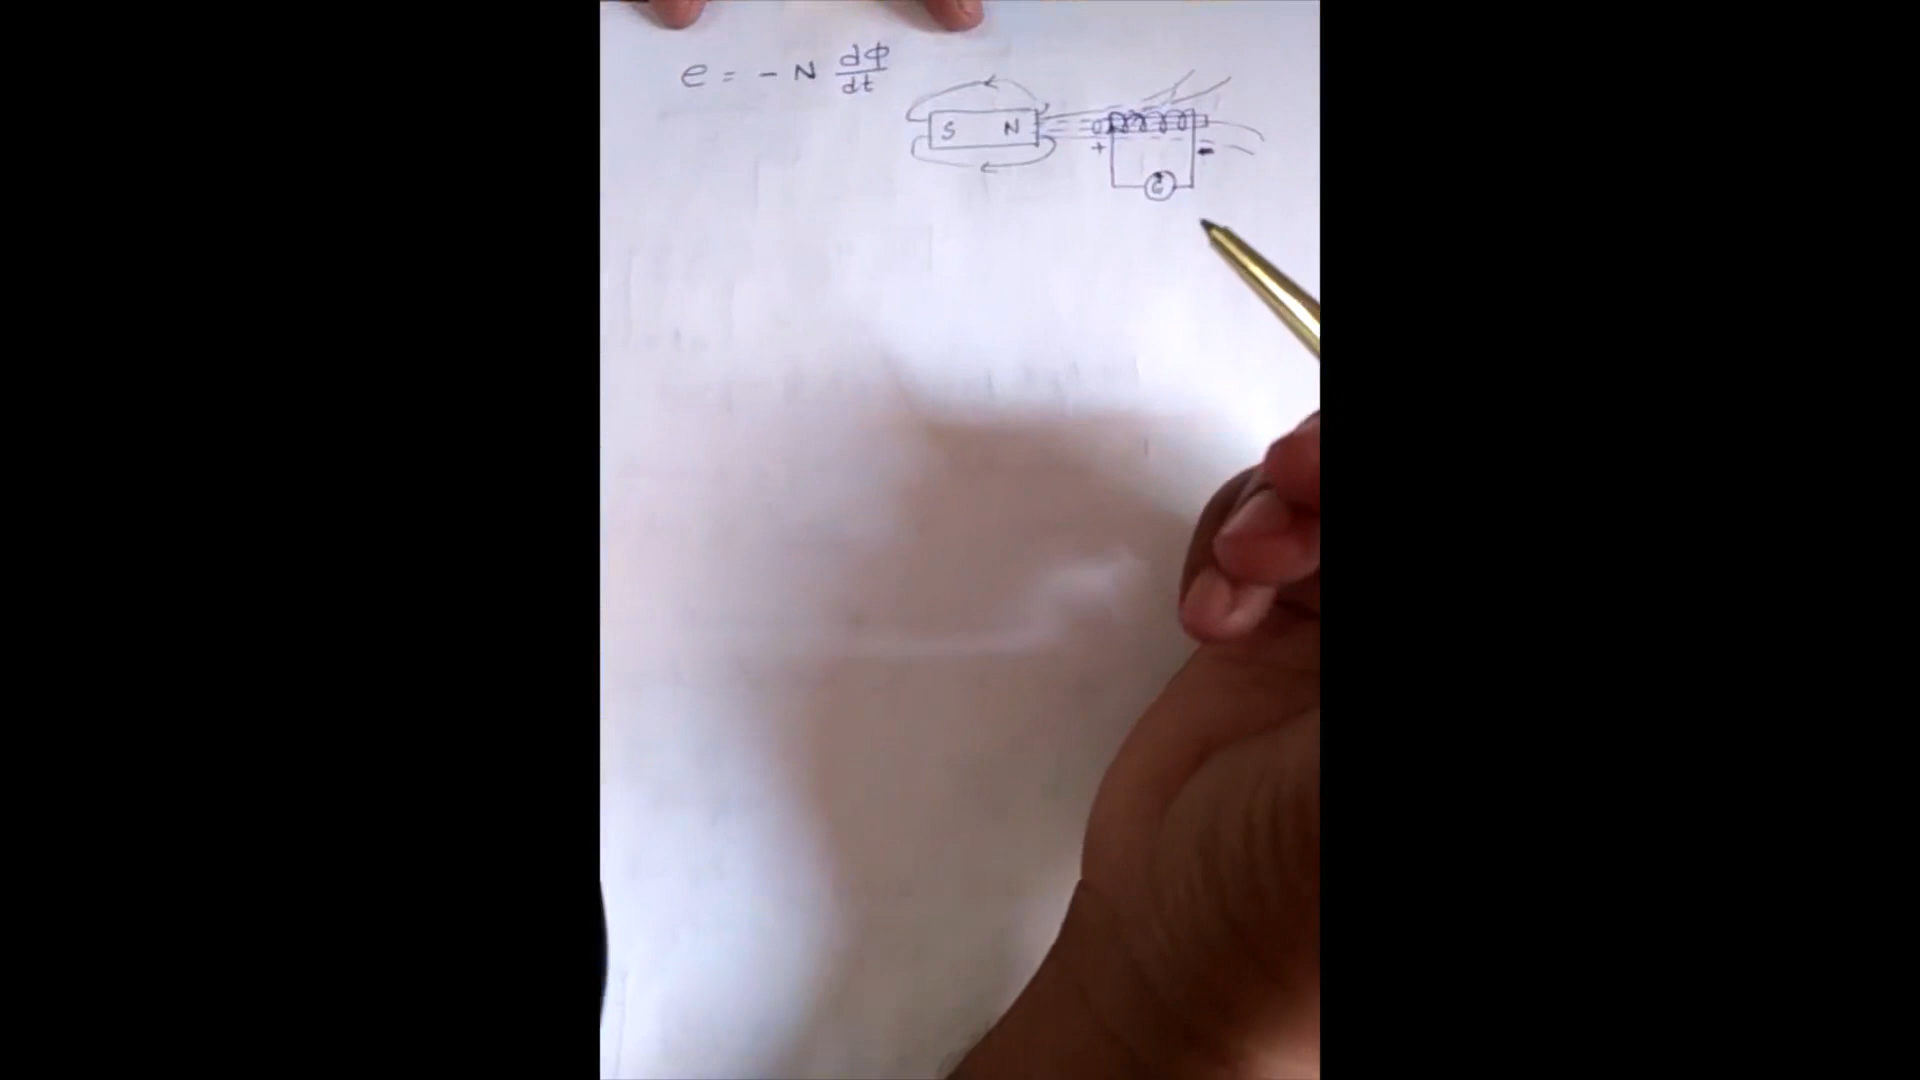 e = - N dΦ/dt
S N
+ -
G